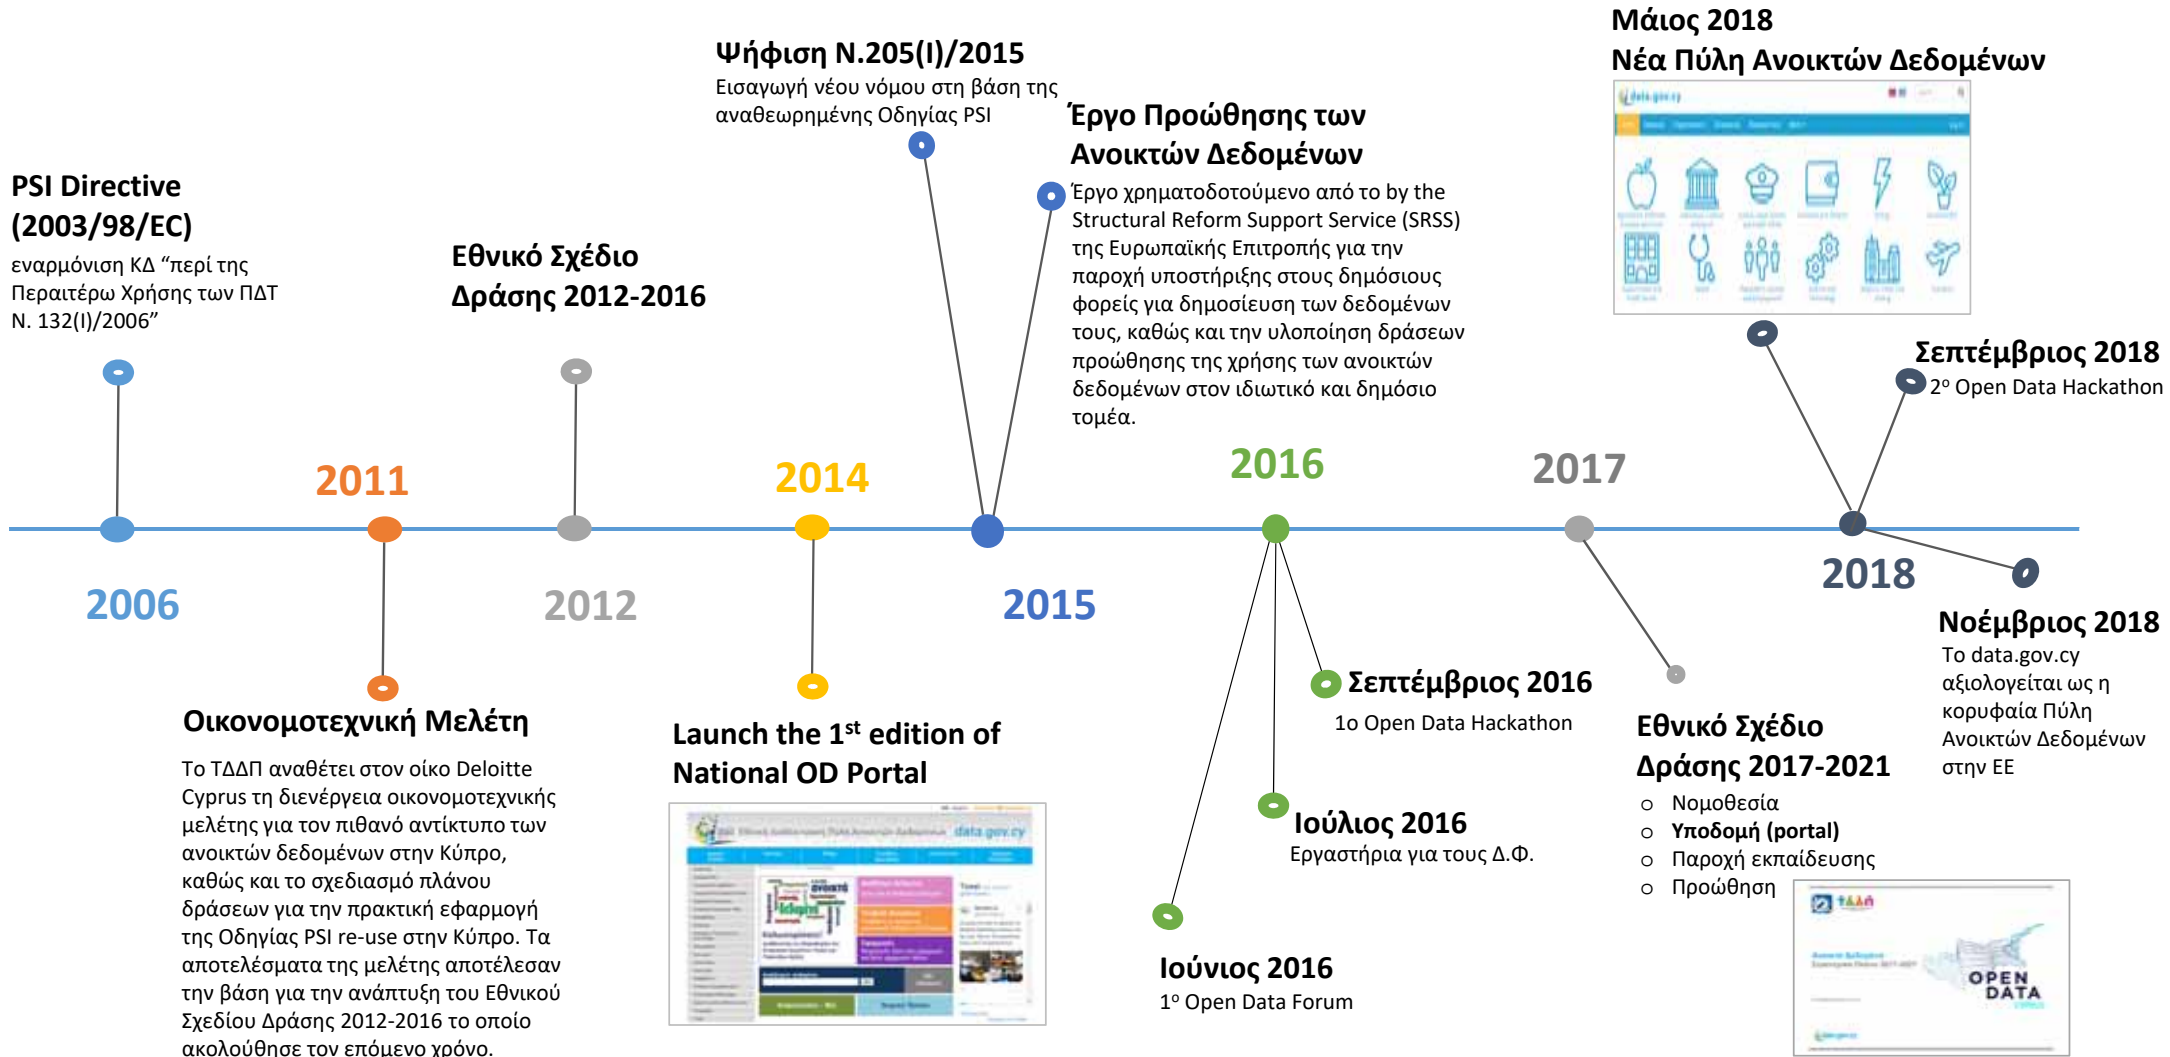 PSI Directive
(2003/98/EC)
εναρμόνιση ΚΔ “περί της
Περαιτέρω Χρήσης των ΠΔΤ
Ν. 132(Ι)/2006”
2006
2011
Οικονομοτεχνική Μελέτη
Το ΤΔΔΠ αναθέτει στον οίκο Deloitte
Cyprus τη διενέργεια οικονομοτεχνικής
μελέτης για τον πιθανό αντίκτυπο των
ανοικτών δεδομένων στην Κύπρο,
καθώς και το σχεδιασμό πλάνου
δράσεων για την πρακτική εφαρμογή
της Οδηγίας PSI re-use στην Κύπρο. Τα
αποτελέσματα της μελέτης αποτέλεσαν
την βάση για την ανάπτυξη του Εθνικού
Σχεδίου Δράσης 2012-2016 το οποίο
ακολούθησε τον επόμενο χρόνο.
Εθνικό Σχέδιο
Δράσης 2012-2016
2012
2014
Launch the 1st edition of
National OD Portal
data.gov.cy
Ψήφιση Ν.205(Ι)/2015
Εισαγωγή νέου νόμου στη βάση της
αναθεωρημένης Οδηγίας PSI
Έργο Προώθησης των
Ανοικτών Δεδομένων
Έργο χρηματοδοτούμενο από το by the
Structural Reform Support Service (SRSS)
της Ευρωπαϊκής Επιτροπής για την
παροχή υποστήριξης στους δημόσιους
φορείς για δημοσίευση των δεδομένων
τους, καθώς και την υλοποίηση δράσεων
προώθησης της χρήσης των ανοικτών
δεδομένων στον ιδιωτικό και δημόσιο
τομέα.
2015
2016
Σεπτέμβριος 2016
1ο Open Data Hackathon
Ιούλιος 2016
Εργαστήρια για τους Δ.Φ.
Ιούνιος 2016
1ο Open Data Forum
2017
Εθνικό Σχέδιο
Δράσης 2017-2021
o Νομοθεσία
o Υποδομή (portal)
o Παροχή εκπαίδευσης
o Προώθηση
ΤΔΔΠ
OPEN
DATA
Μάιος 2018
Νέα Πύλη Ανοικτών Δεδομένων
data.gov.cy
Σεπτέμβριος 2018
2ο Open Data Hackathon
2018
Νοέμβριος 2018
Το data.gov.cy
αξιολογείται ως η
κορυφαία Πύλη
Ανοικτών Δεδομένων
στην ΕΕ